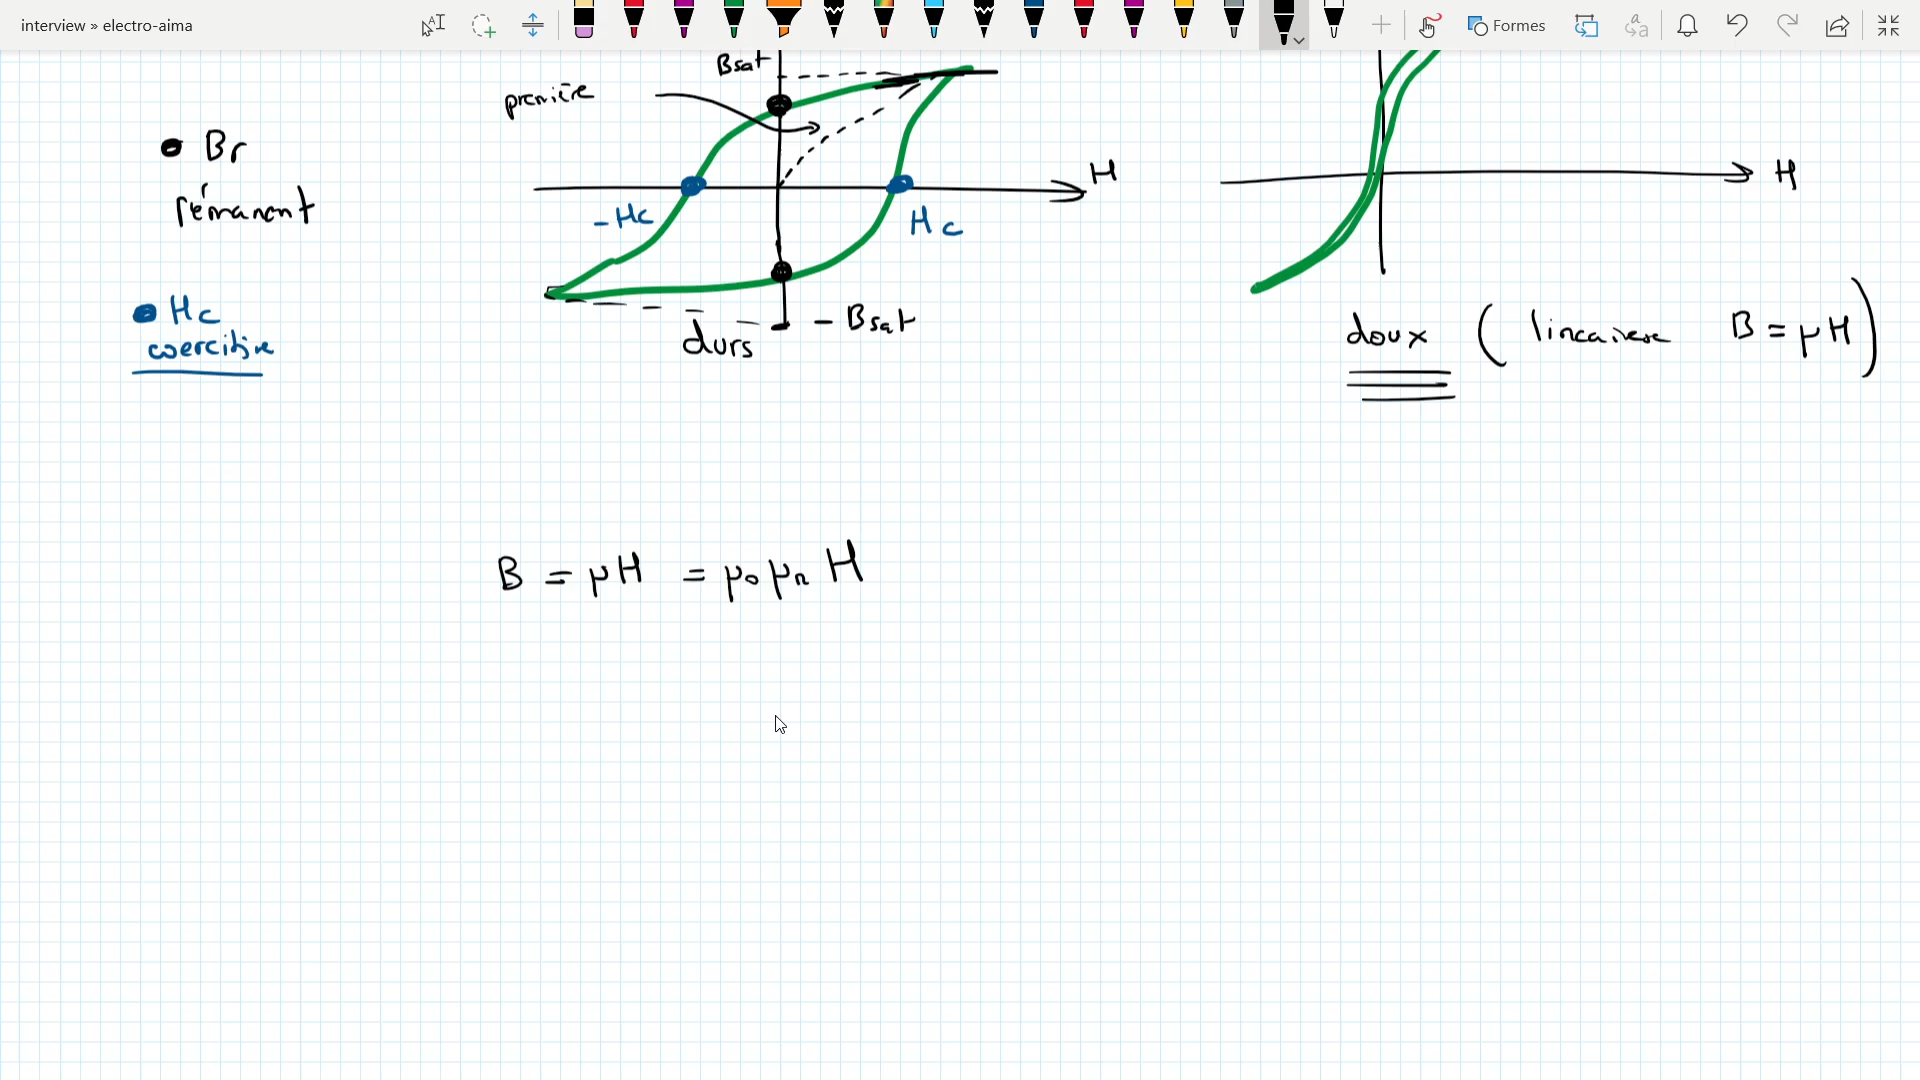 interview » electro-aima
Formes
Bsat
première
H
H
Br
rémanent
-Hc
Hc
Hc
coercitive
- Bsat
durs
doux ( lineairese B = μH )
B = μH = μ0 μr H